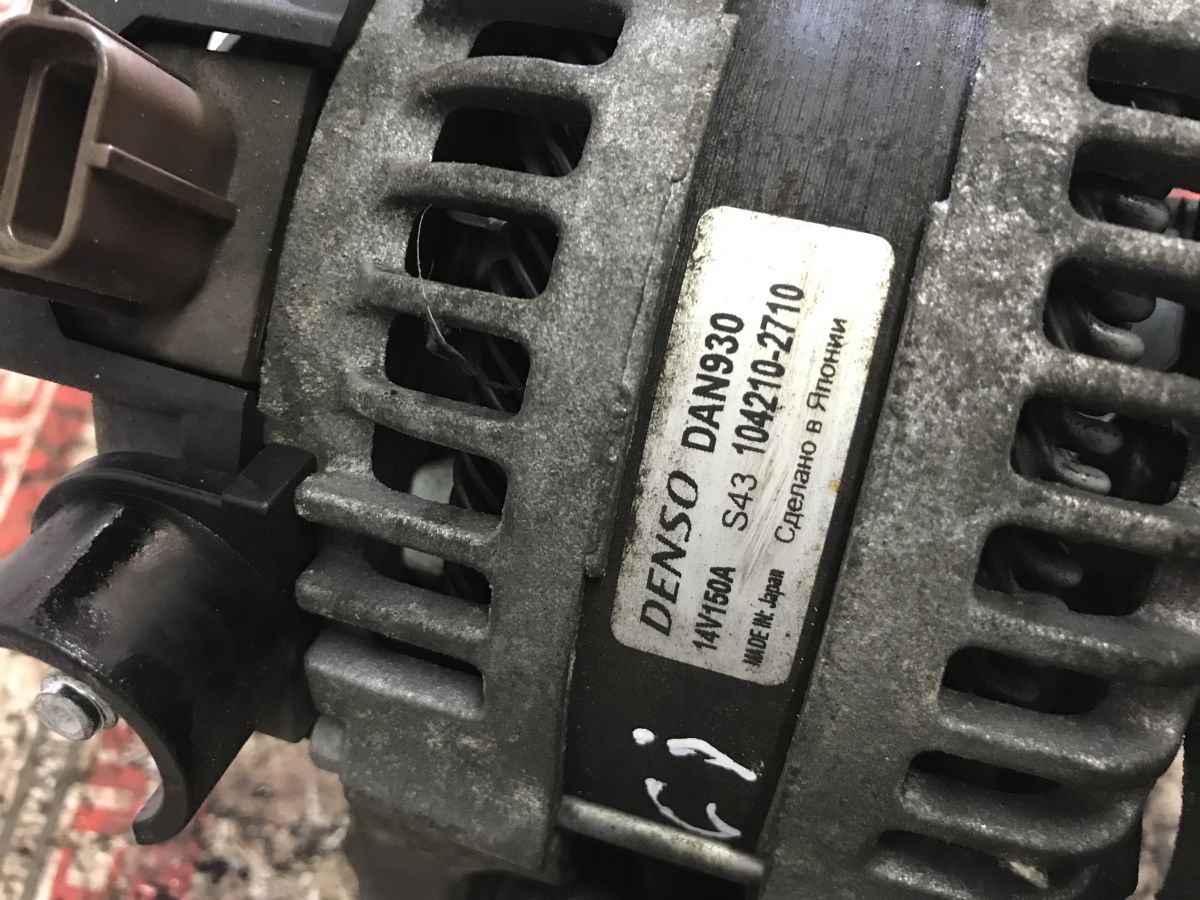 DENSO DAN930
14V150A S43 104210-2710
MADE IN: Japan Сделано в Японии